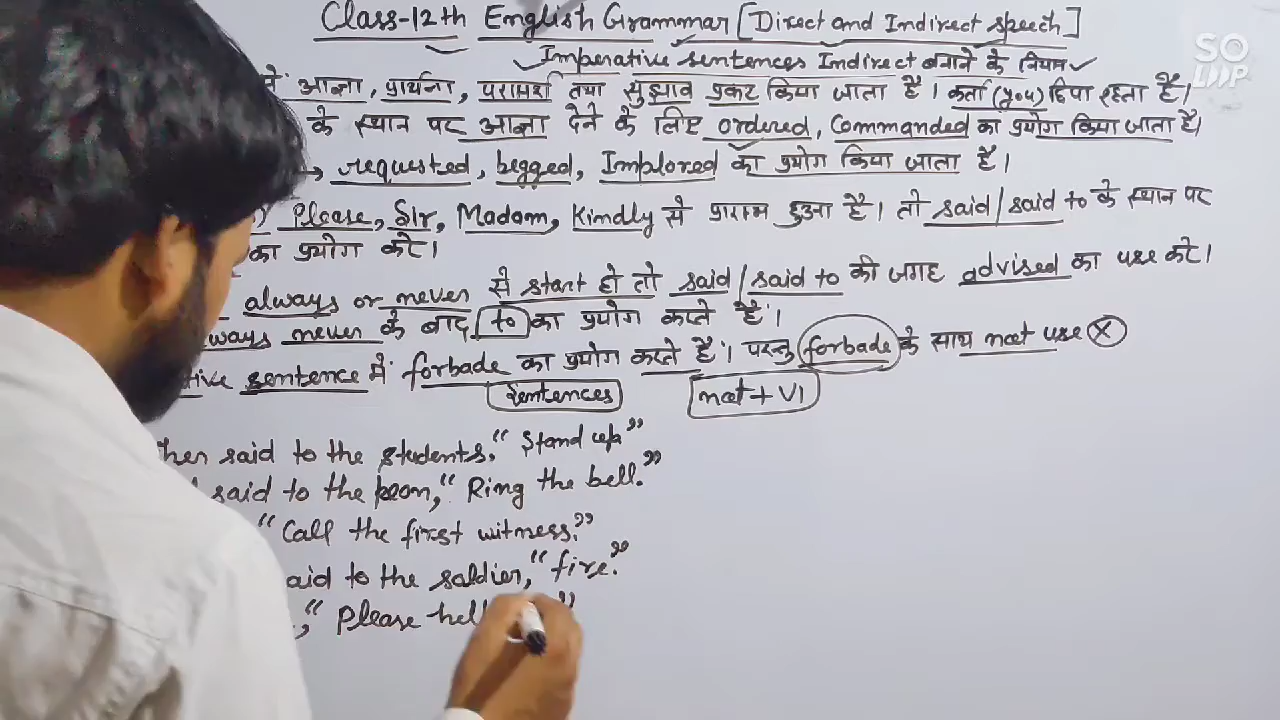 Class-12th English Grammar [Direct and Indirect speech]
Imperative sentences Indirect बनाने के नियम
आज्ञा, प्रार्थना, परामर्श तथा सुझाव प्रकट किया जाता है। कर्ता (you) छिपा रहता है।
के स्थान पर आज्ञा देने के लिए ordered, Commanded का प्रयोग किया जाता है।
→ requested, begged, Implored का प्रयोग किया जाता है।
Please, Sir, Madam, Kindly से प्रारम्भ हुआ है। तो said/said to के स्थान पर
का प्रयोग करें।
always or never से start हो तो said/said to की जगह advised का use करें।
never के बाद to का प्रयोग करते हैं।
sentence में forbade का प्रयोग करते हैं। परन्तु forbade के साथ not use ⓧ
sentences not + V1
said to the students, "Stand up"
said to the peon, "Ring the bell."
"Call the first witness."
said to the soldier, "fire."
," Please ”
SO
LOOP